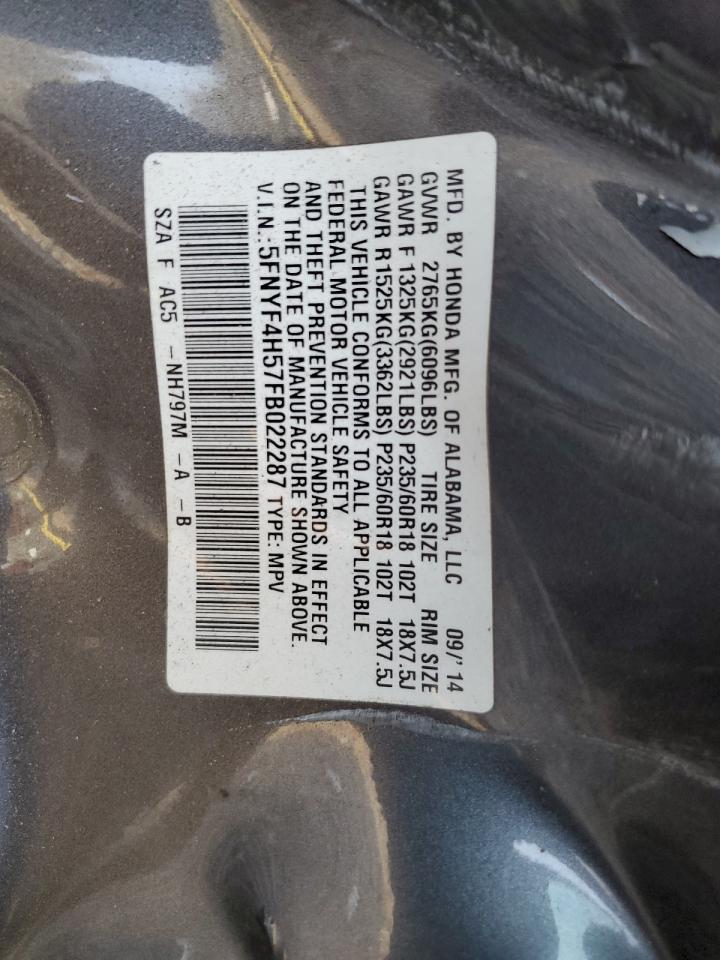 MFD. BY HONDA MFG. OF ALABAMA, LLC 09/'14
GVWR 2765KG(6096LBS) TIRE SIZE RIM SIZE
GAWR F 1325KG(2921LBS) P235/60R18 102T 18X7.5J
GAWR R 1525KG(3362LBS) P235/60R18 102T 18X7.5J
THIS VEHICLE CONFORMS TO ALL APPLICABLE
FEDERAL MOTOR VEHICLE SAFETY
AND THEFT PREVENTION STANDARDS IN EFFECT
ON THE DATE OF MANUFACTURE SHOWN ABOVE.
V.I.N.: 5FNYF4H57FB022287 TYPE: MPV
SZA F AC5 -NH797M -A -B